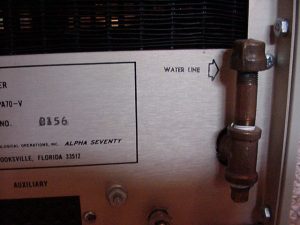 WATER LINE
ER
PA70-V
NO. 0156
LOGICAL OPERATIONS, INC. ALPHA SEVENTY
OOKSVILLE, FLORIDA 33512
AUXILIARY